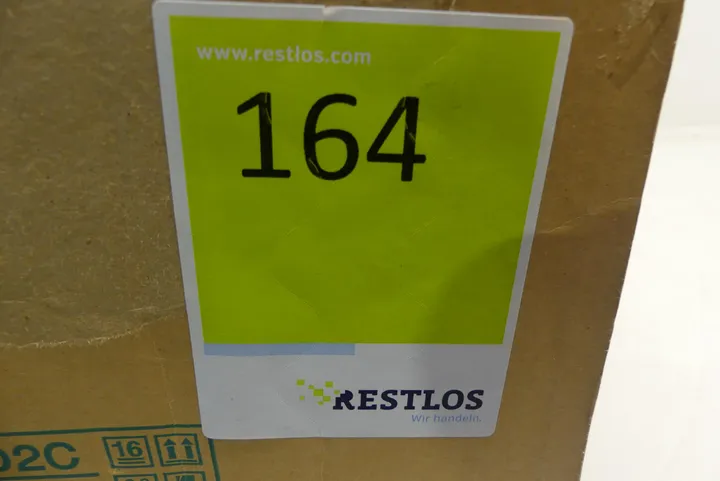 www.restlos.com
164
RESTLOS
Wir handeln.
02C
16